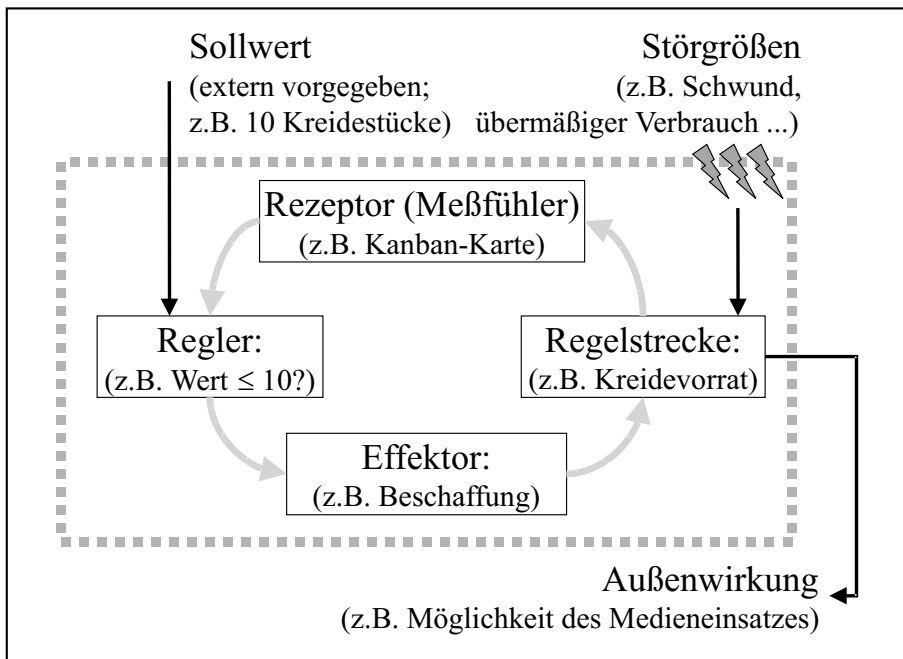 Sollwert
(extern vorgegeben;
z.B. 10 Kreidestücke)
Störgrößen
(z.B. Schwund,
übermäßiger Verbrauch ...)
Rezeptor (Meßfühler)
(z.B. Kanban-Karte)
Regler:
(z.B. Wert ≤ 10?)
Regelstrecke:
(z.B. Kreidevorrat)
Effektor:
(z.B. Beschaffung)
Außenwirkung
(z.B. Möglichkeit des Medieneinsatzes)